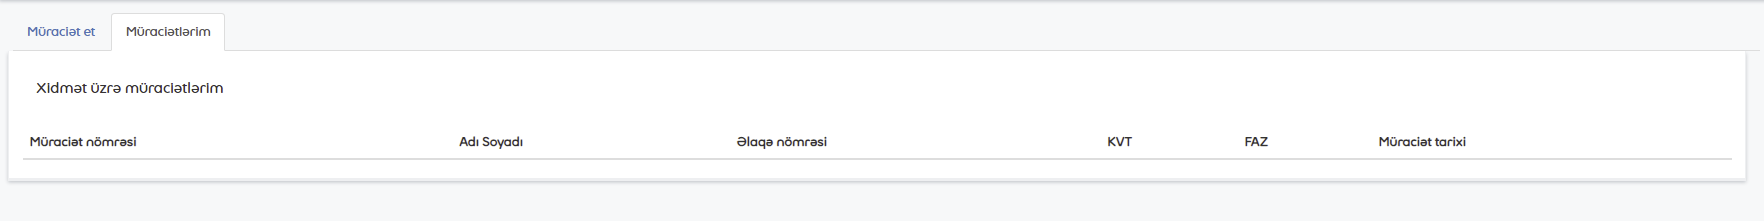 Müraciət et Müraciətlərim
Xidmət üzrə müraciətlərim
Müraciət nömrəsi Adı Soyadı Əlaqə nömrəsi KVT FAZ Müraciət tarixi